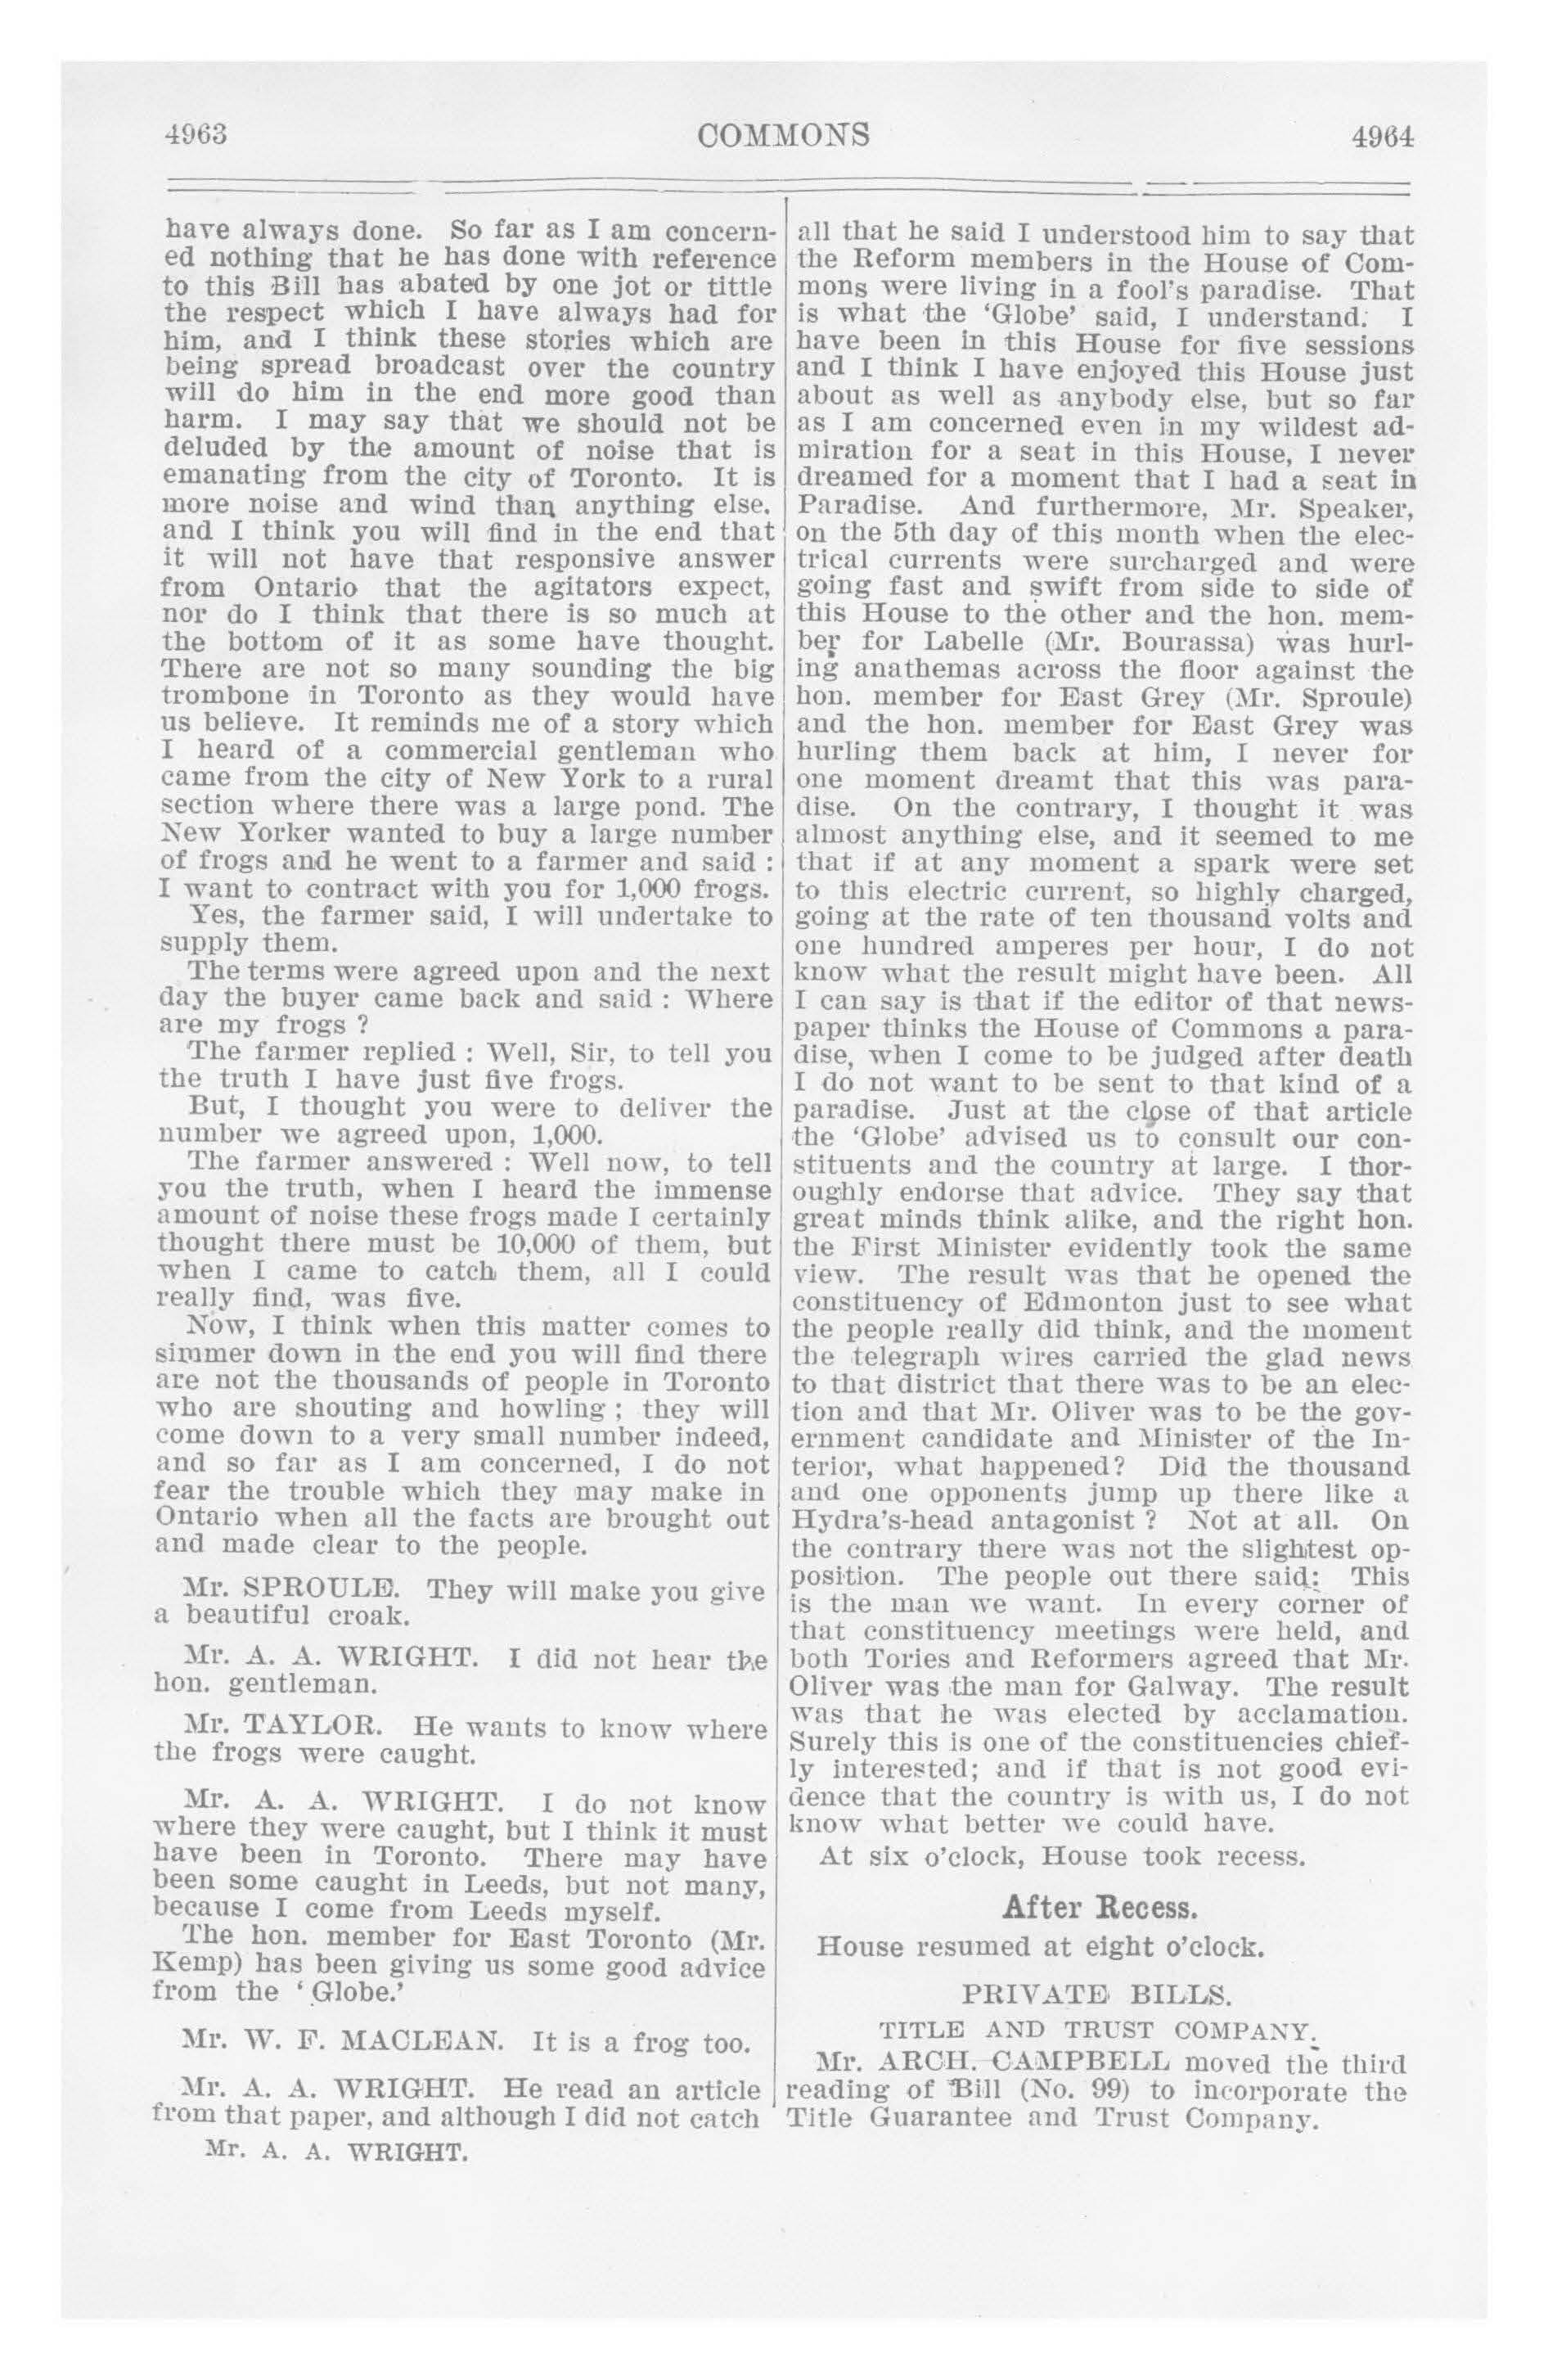 4963
COMMONS
4964
have always done. So far as I am concern-
ed nothing that he has done with reference
to this Bill has abated by one jot or tittle
the respect which I have always had for
him, and I think these stories which are
being spread broadcast over the country
will do him in the end more good than
harm. I may say that we should not be
deluded by the amount of noise that is
emanating from the city of Toronto. It is
more noise and wind than anything else.
and I think you will find in the end that
it will not have that responsive answer
from Ontario that the agitators expect,
nor do I think that there is so much at
the bottom of it as some have thought.
There are not so many sounding the big
trombone in Toronto as they would have
us believe. It reminds me of a story which
I heard of a commercial gentleman who
came from the city of New York to a rural
section where there was a large pond. The
New Yorker wanted to buy a large number
of frogs and he went to a farmer and said :
I want to contract with you for 1,000 frogs.
Yes, the farmer said, I will undertake to
supply them.
The terms were agreed upon and the next
day the buyer came back and said : Where
are my frogs ?
The farmer replied : Well, Sir, to tell you
the truth I have just five frogs.
But, I thought you were to deliver the
number we agreed upon, 1,000.
The farmer answered : Well now, to tell
you the truth, when I heard the immense
amount of noise these frogs made I certainly
thought there must be 10,000 of them, but
when I came to catch them, all I could
really find, was five.
Now, I think when this matter comes to
simmer down in the end you will find there
are not the thousands of people in Toronto
who are shouting and howling ; they will
come down to a very small number indeed,
and so far as I am concerned, I do not
fear the trouble which they may make in
Ontario when all the facts are brought out
and made clear to the people.
Mr. SPROULE. They will make you give
a beautiful croak.
Mr. A. A. WRIGHT. I did not hear the
hon. gentleman.
Mr. TAYLOR. He wants to know where
the frogs were caught.
Mr. A. A. WRIGHT. I do not know
where they were caught, but I think it must
have been in Toronto. There may have
been some caught in Leeds, but not many,
because I come from Leeds myself.
The hon. member for East Toronto (Mr.
Kemp) has been giving us some good advice
from the ‘ Globe.’
Mr. W. F. MACLEAN. It is a frog too.
Mr. A. A. WRIGHT. He read an article
from that paper, and although I did not catch
Mr. A. A. WRIGHT.
all that he said I understood him to say that
the Reform members in the House of Com-
mons were living in a fool's paradise. That
is what the ‘Globe’ said, I understand. I
have been in this House for five sessions
and I think I have enjoyed this House just
about as well as anybody else, but so far
as I am concerned even in my wildest ad-
miration for a seat in this House, I never
dreamed for a moment that I had a seat in
Paradise. And furthermore, Mr. Speaker,
on the 5th day of this month when the elec-
trical currents were surcharged and were
going fast and swift from side to side of
this House to the other and the hon. mem-
ber for Labelle (Mr. Bourassa) was hurl-
ing anathemas across the floor against the
hon. member for East Grey (Mr. Sproule)
and the hon. member for East Grey was
hurling them back at him, I never for
one moment dreamt that this was para-
dise. On the contrary, I thought it was
almost anything else, and it seemed to me
that if at any moment a spark were set
to this electric current, so highly charged,
going at the rate of ten thousand volts and
one hundred amperes per hour, I do not
know what the result might have been. All
I can say is that if the editor of that news-
paper thinks the House of Commons a para-
dise, when I come to be judged after death
I do not want to be sent to that kind of a
paradise. Just at the close of that article
the ‘Globe’ advised us to consult our con-
stituents and the country at large. I thor-
oughly endorse that advice. They say that
great minds think alike, and the right hon.
the First Minister evidently took the same
view. The result was that he opened the
constituency of Edmonton just to see what
the people really did think, and the moment
the telegraph wires carried the glad news
to that district that there was to be an elec-
tion and that Mr. Oliver was to be the gov-
ernment candidate and Minister of the In-
terior, what happened? Did the thousand
and one opponents jump up there like a
Hydra's-head antagonist ? Not at all. On
the contrary there was not the slightest op-
position. The people out there said: This
is the man we want. In every corner of
that constituency meetings were held, and
both Tories and Reformers agreed that Mr.
Oliver was the man for Galway. The result
was that he was elected by acclamation.
Surely this is one of the constituencies chief-
ly interested; and if that is not good evi-
dence that the country is with us, I do not
know what better we could have.
At six o'clock, House took recess.
After Recess.
House resumed at eight o'clock.
PRIVATE BILLS.
TITLE AND TRUST COMPANY.
Mr. ARCH. CAMPBELL moved the third
reading of Bill (No. 99) to incorporate the
Title Guarantee and Trust Company.